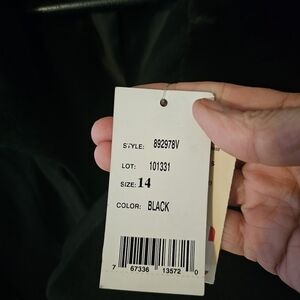 STYLE: 892978V
LOT: 101331
SIZE: 14
COLOR: BLACK
7 67336 13572 0